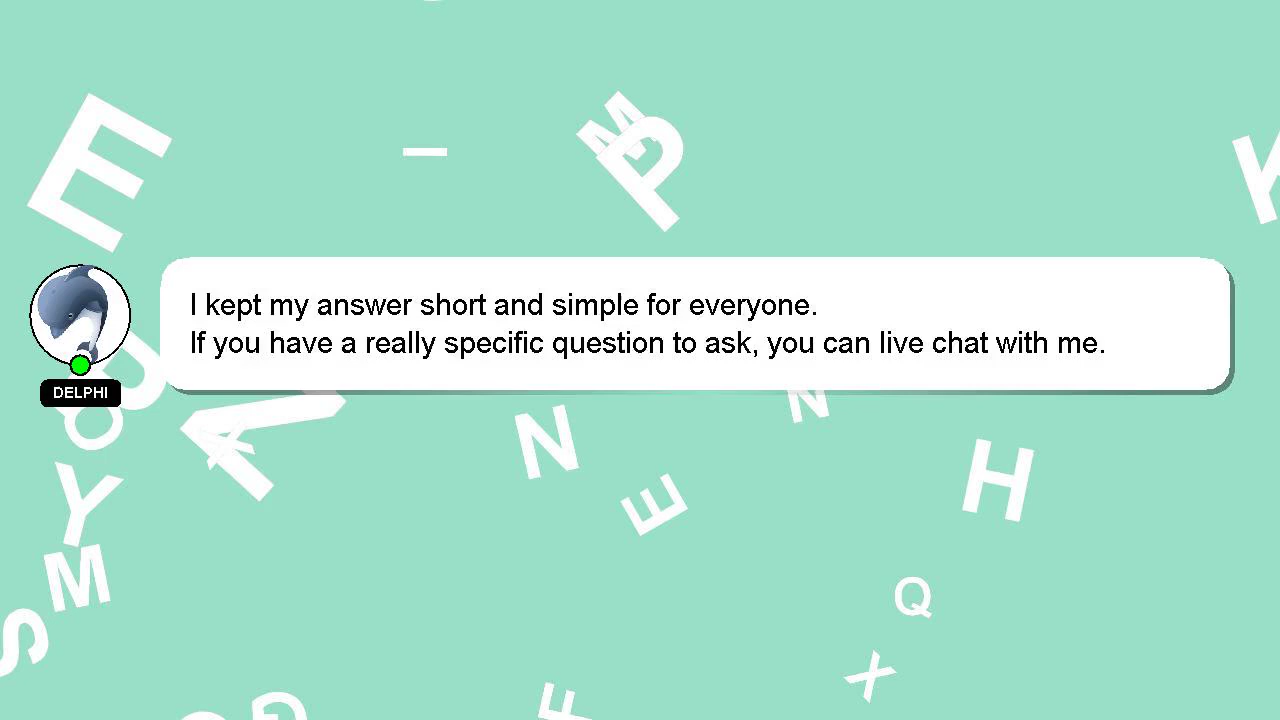 E
M
P
K
I kept my answer short and simple for everyone.
If you have a really specific question to ask, you can live chat with me.
DELPHI
N
N
H
E
Y
M
S
Q
X
G
F